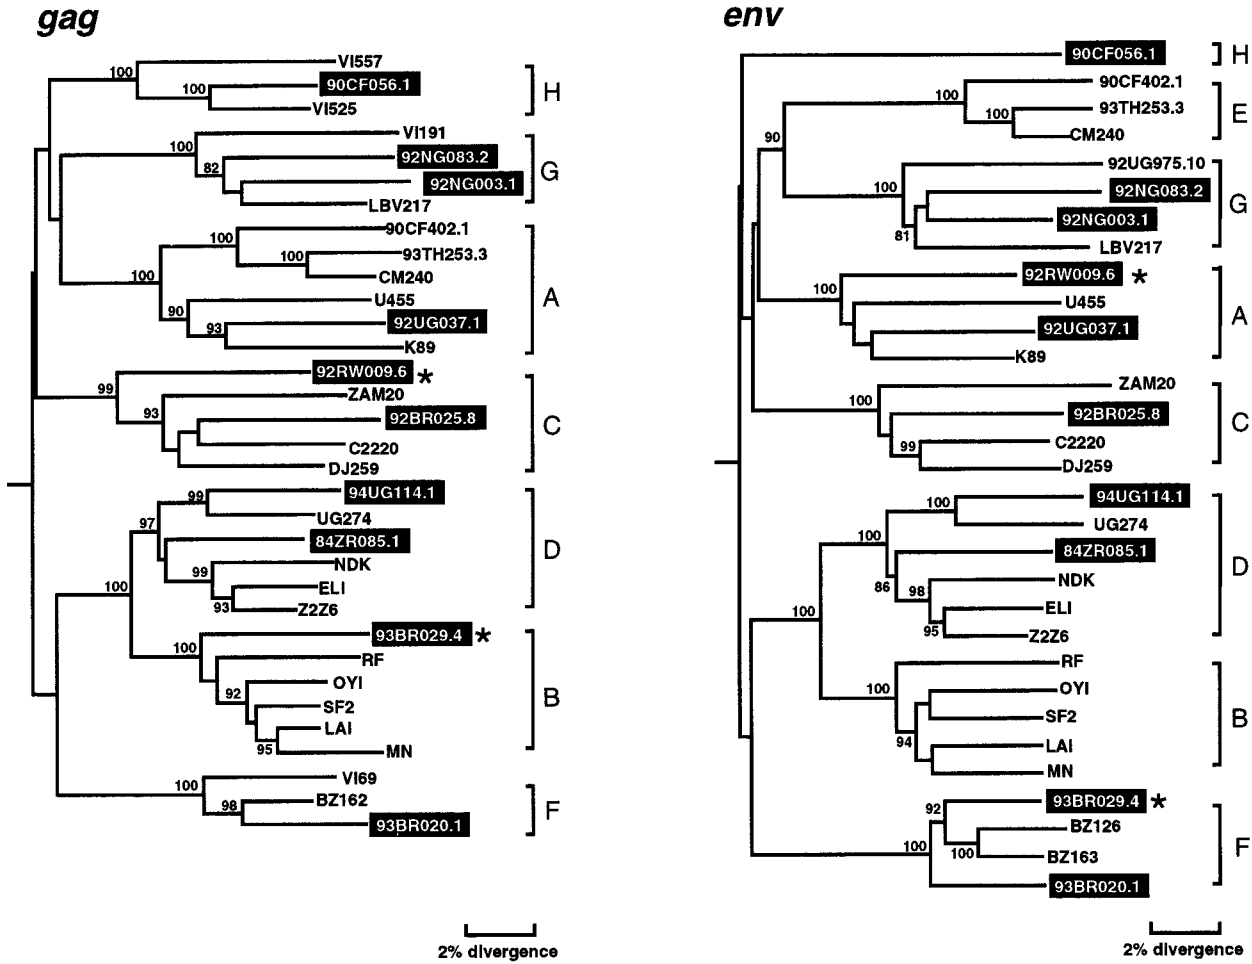 gag
VI557
100
90CF056.1
100
VI525
H
VI191
100
92NG083.2
82
92NG003.1
LBV217
G
90CF402.1
100
93TH253.3
100
CM240
100
U455
90
92UG037.1
93
K89
A
92RW009.6 *
99
ZAM20
93
92BR025.8
C2220
DJ259
C
94UG114.1
99
UG274
97
84ZR085.1
NDK
99
ELI
93
Z2Z6
D
100
93BR029.4 *
100
RF
OYI
92
SF2
LAI
95
MN
B
VI69
100
BZ162
98
93BR020.1
F
2% divergence
env
90CF056.1
H
90CF402.1
100
93TH253.3
100
CM240
E
90
92UG975.10
100
92NG083.2
92NG003.1
81
LBV217
G
92RW009.6 *
100
U455
92UG037.1
K89
A
ZAM20
100
92BR025.8
C2220
99
DJ259
C
94UG114.1
100
UG274
100
84ZR085.1
86
NDK
98
ELI
95
Z2Z6
D
100
RF
100
OYI
SF2
94
LAI
MN
B
93BR029.4 *
92
BZ126
100
BZ163
100
93BR020.1
F
2% divergence